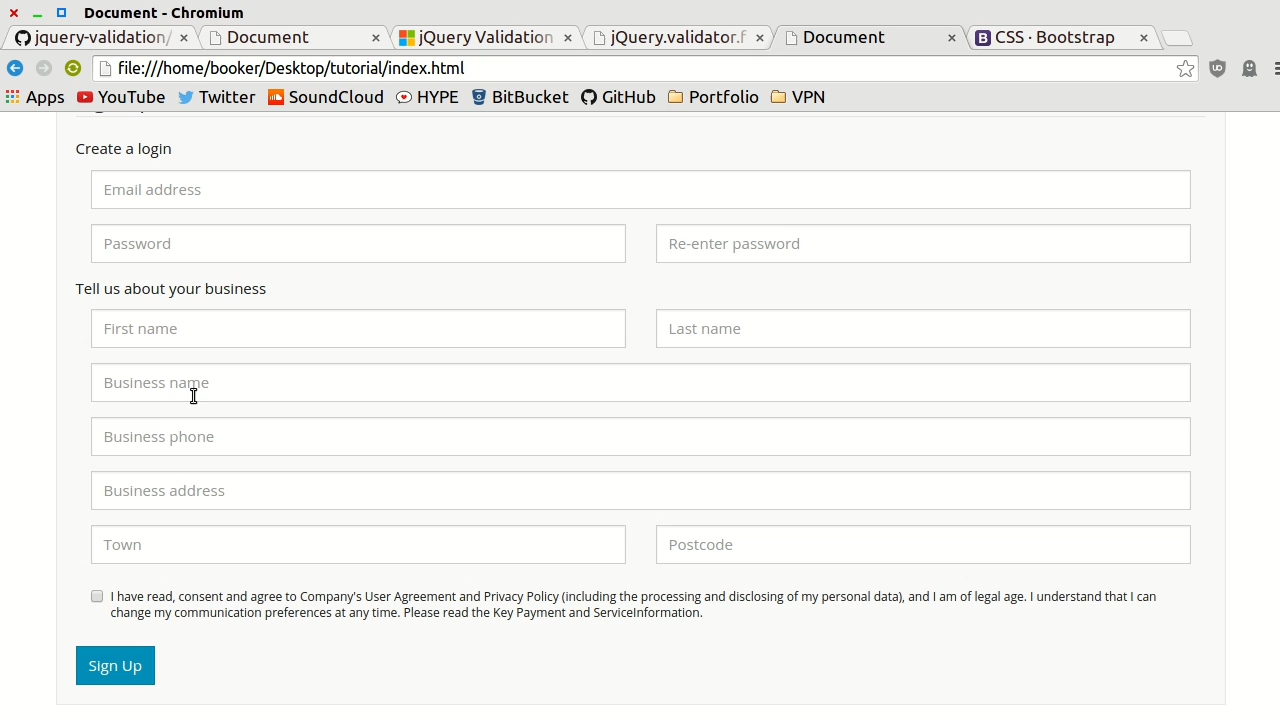 Document - Chromium
jquery-validation/
Document
jQuery Validation
jQuery.validator.f
Document
B CSS · Bootstrap
file:///home/booker/Desktop/tutorial/index.html
Apps YouTube Twitter SoundCloud HYPE BitBucket GitHub Portfolio VPN
Create a login
Email address
Password
Re-enter password
Tell us about your business
First name
Last name
Business name
Business phone
Business address
Town
Postcode
I have read, consent and agree to Company's User Agreement and Privacy Policy (including the processing and disclosing of my personal data), and I am of legal age. I understand that I can
change my communication preferences at any time. Please read the Key Payment and ServiceInformation.
Sign Up